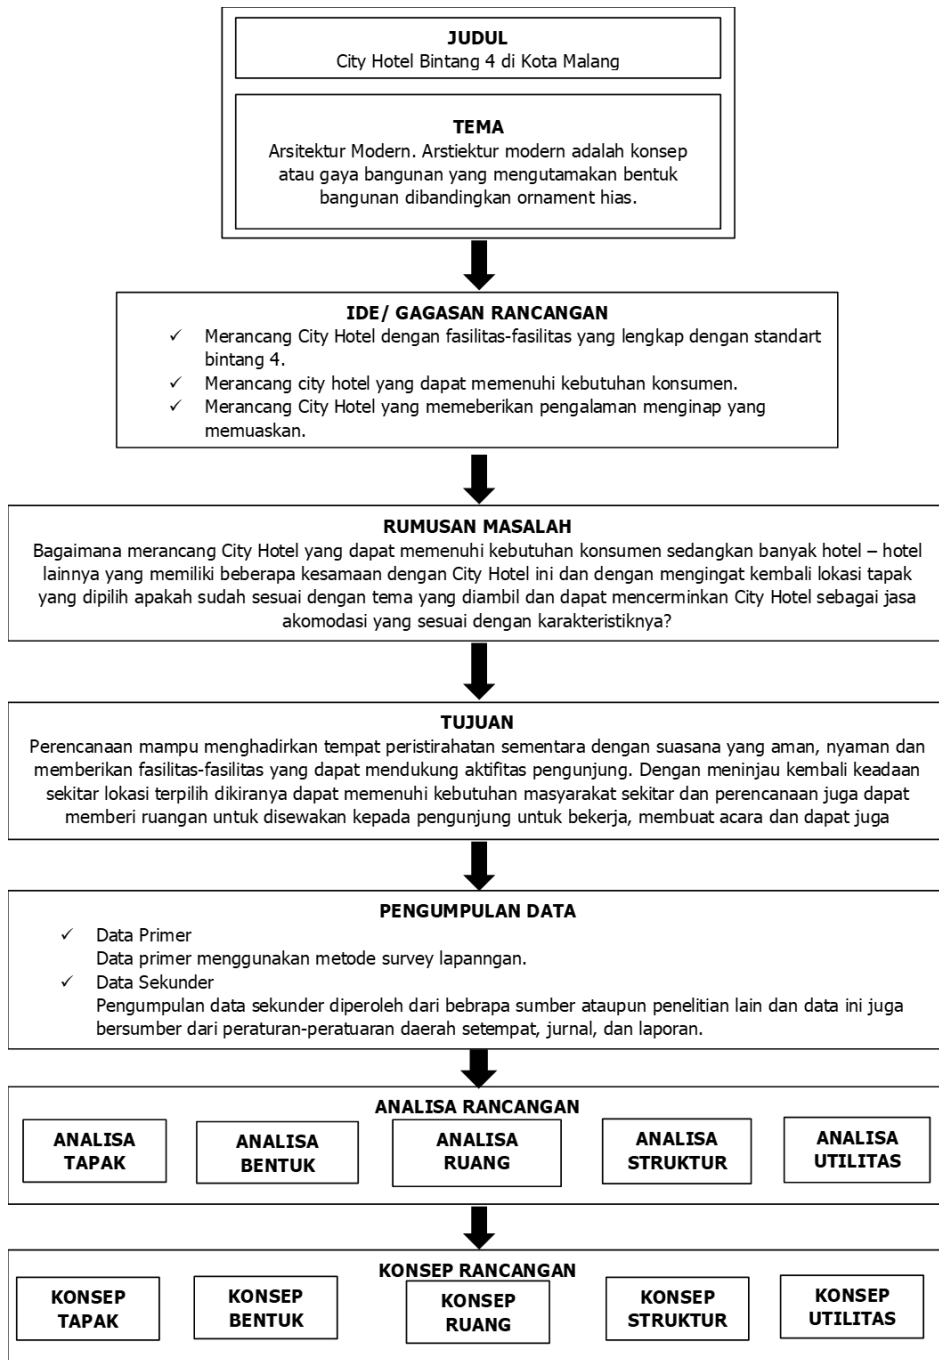 JUDUL
City Hotel Bintang 4 di Kota Malang
TEMA
Arsitektur Modern. Arstiektur modern adalah konsep
atau gaya bangunan yang mengutamakan bentuk
bangunan dibandingkan ornament hias.
IDE/ GAGASAN RANCANGAN
✓ Merancang City Hotel dengan fasilitas-fasilitas yang lengkap dengan standart
bintang 4.
✓ Merancang city hotel yang dapat memenuhi kebutuhan konsumen.
✓ Merancang City Hotel yang memeberikan pengalaman menginap yang
memuaskan.
RUMUSAN MASALAH
Bagaimana merancang City Hotel yang dapat memenuhi kebutuhan konsumen sedangkan banyak hotel – hotel
lainnya yang memiliki beberapa kesamaan dengan City Hotel ini dan dengan mengingat kembali lokasi tapak
yang dipilih apakah sudah sesuai dengan tema yang diambil dan dapat mencerminkan City Hotel sebagai jasa
akomodasi yang sesuai dengan karakteristiknya?
TUJUAN
Perencanaan mampu menghadirkan tempat peristirahatan sementara dengan suasana yang aman, nyaman dan
memberikan fasilitas-fasilitas yang dapat mendukung aktifitas pengunjung. Dengan meninjau kembali keadaan
sekitar lokasi terpilih dikiranya dapat memenuhi kebutuhan masyarakat sekitar dan perencanaan juga dapat
memberi ruangan untuk disewakan kepada pengunjung untuk bekerja, membuat acara dan dapat juga
PENGUMPULAN DATA
✓ Data Primer
Data primer menggunakan metode survey lapanngan.
✓ Data Sekunder
Pengumpulan data sekunder diperoleh dari bebrapa sumber ataupun penelitian lain dan data ini juga
bersumber dari peraturan-peratuaran daerah setempat, jurnal, dan laporan.
ANALISA RANCANGAN
ANALISA
TAPAK
ANALISA
BENTUK
ANALISA
RUANG
ANALISA
STRUKTUR
ANALISA
UTILITAS
KONSEP RANCANGAN
KONSEP
TAPAK
KONSEP
BENTUK
KONSEP
RUANG
KONSEP
STRUKTUR
KONSEP
UTILITAS